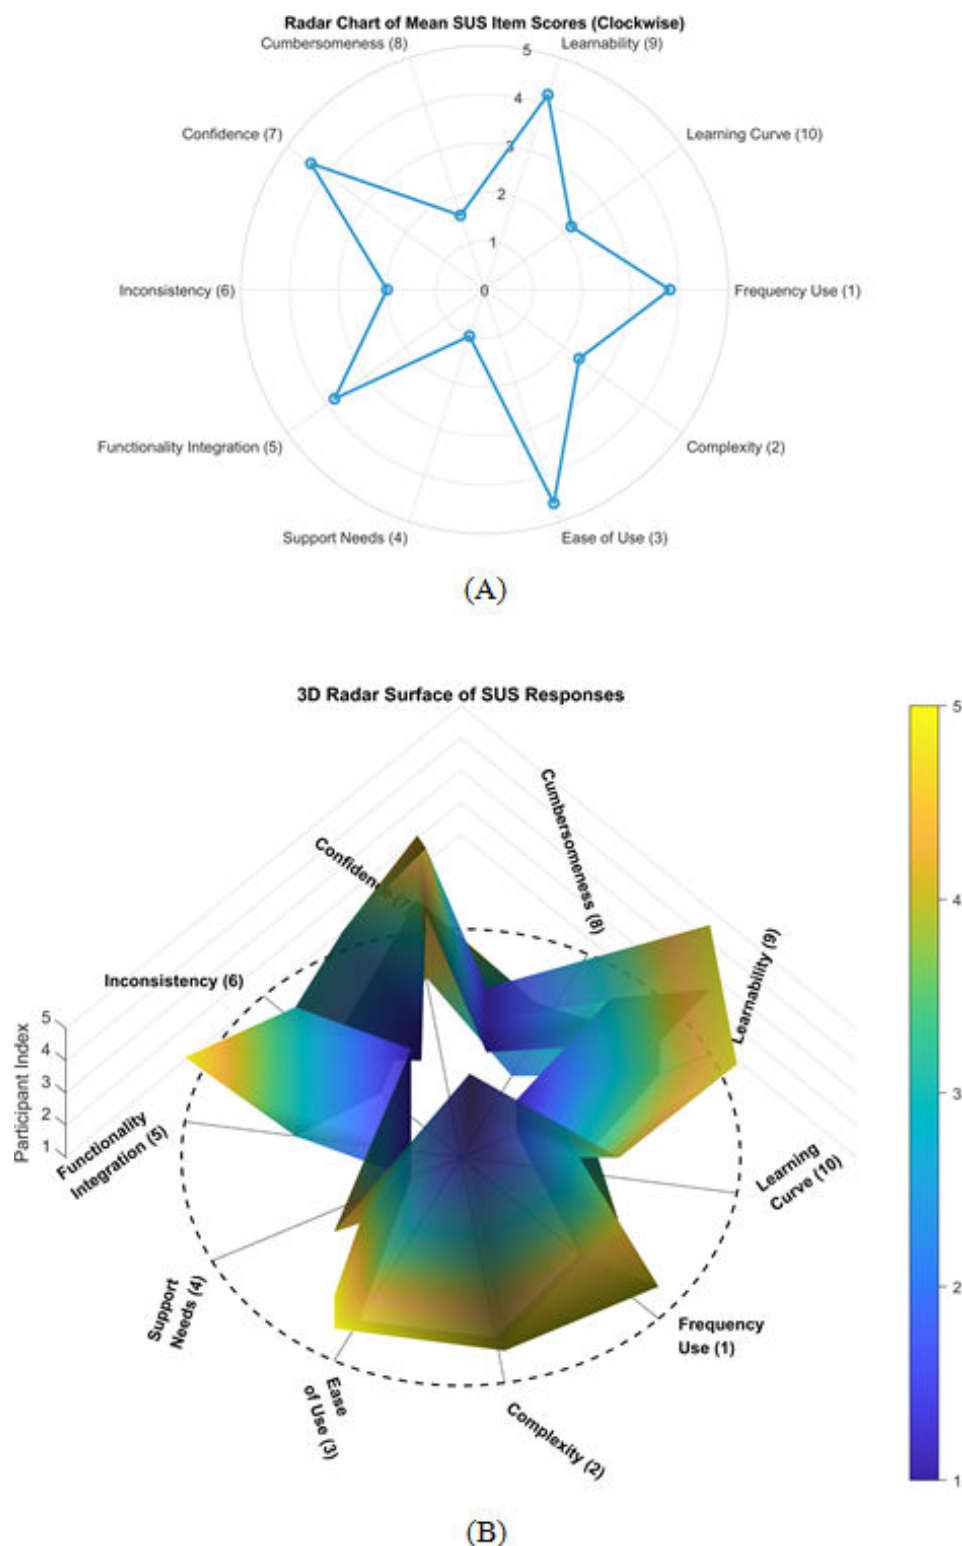 Radar Chart of Mean SUS Item Scores (Clockwise)
Cumbersomeness (8)
5
Learnability (9)
4
Confidence (7)
3
Learning Curve (10)
2
1
Inconsistency (6)
0
Frequency Use (1)
Functionality Integration (5)
Complexity (2)
Support Needs (4)
Ease of Use (3)
(A)
3D Radar Surface of SUS Responses
5
4
3
2
1
Cumbersomeness (8)
Confidence (7)
Learnability (9)
Inconsistency (6)
Participant Index
5
4
3
2
1
Functionality
Integration (5)
Learning
Curve (10)
Support
Needs (4)
Frequency
Use (1)
Ease
of Use (3)
Complexity (2)
(B)